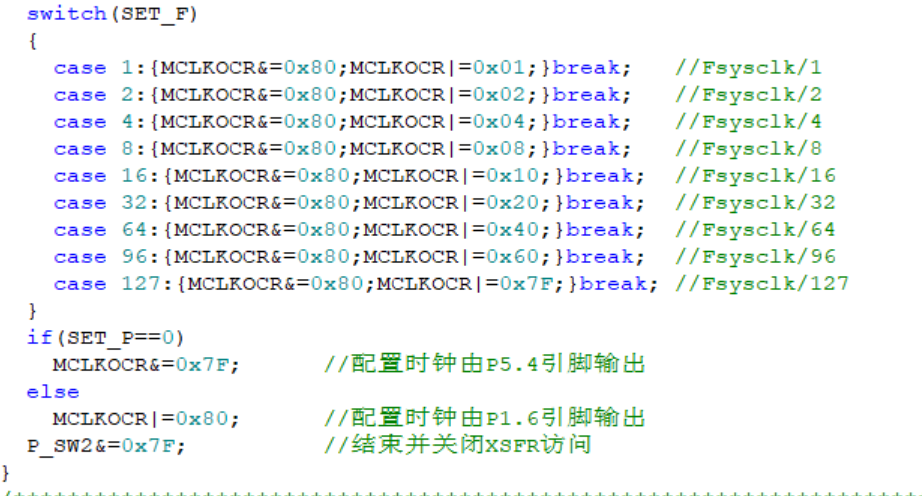 switch(SET_F)
{
case 1:{MCLKOCR&=0x80;MCLKOCR|=0x01;}break; //Fsysclk/1
case 2:{MCLKOCR&=0x80;MCLKOCR|=0x02;}break; //Fsysclk/2
case 4:{MCLKOCR&=0x80;MCLKOCR|=0x04;}break; //Fsysclk/4
case 8:{MCLKOCR&=0x80;MCLKOCR|=0x08;}break; //Fsysclk/8
case 16:{MCLKOCR&=0x80;MCLKOCR|=0x10;}break; //Fsysclk/16
case 32:{MCLKOCR&=0x80;MCLKOCR|=0x20;}break; //Fsysclk/32
case 64:{MCLKOCR&=0x80;MCLKOCR|=0x40;}break; //Fsysclk/64
case 96:{MCLKOCR&=0x80;MCLKOCR|=0x60;}break; //Fsysclk/96
case 127:{MCLKOCR&=0x80;MCLKOCR|=0x7F;}break; //Fsysclk/127
}
if(SET_P==0)
MCLKOCR&=0x7F; //配置时钟由P5.4引脚输出
else
MCLKOCR|=0x80; //配置时钟由P1.6引脚输出
P_SW2&=0x7F; //结束并关闭XSFR访问
}